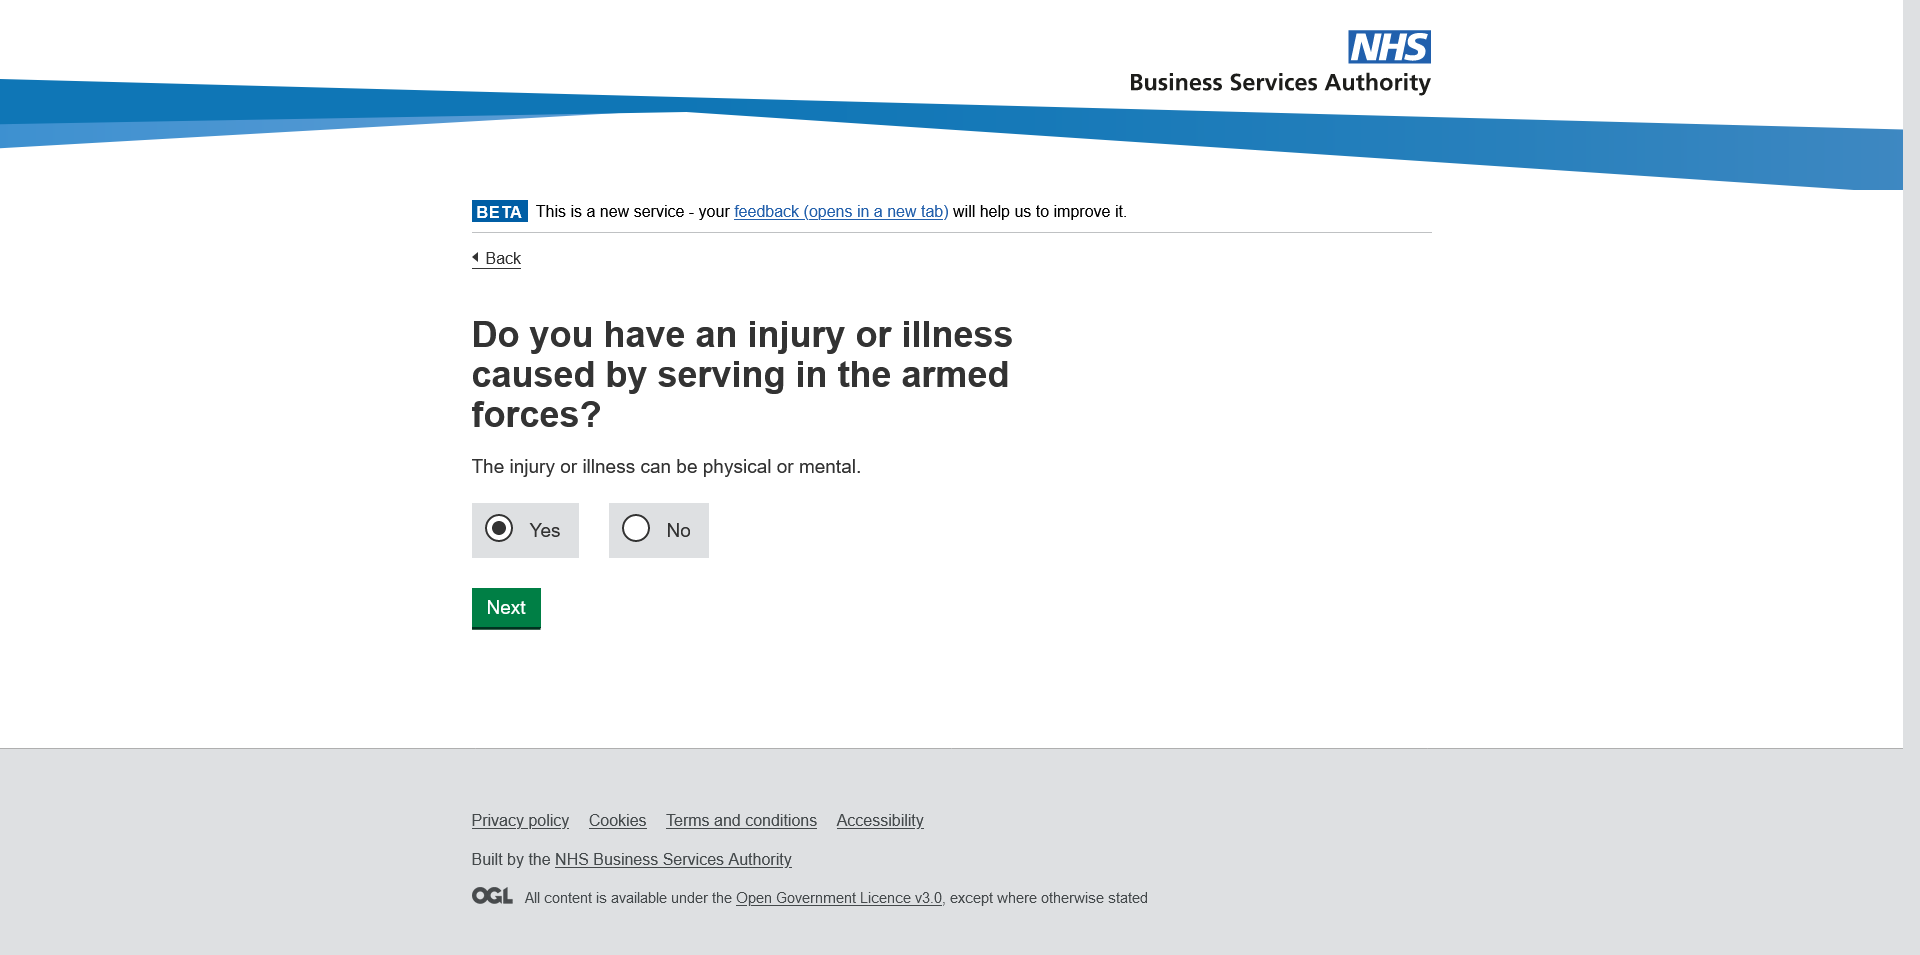 NHS
Business Services Authority
BETA This is a new service - your feedback (opens in a new tab) will help us to improve it.
Back
Do you have an injury or illness
caused by serving in the armed
forces?
The injury or illness can be physical or mental.
Yes No
Next
Privacy policy Cookies Terms and conditions Accessibility
Built by the NHS Business Services Authority
OGL All content is available under the Open Government Licence v3.0, except where otherwise stated